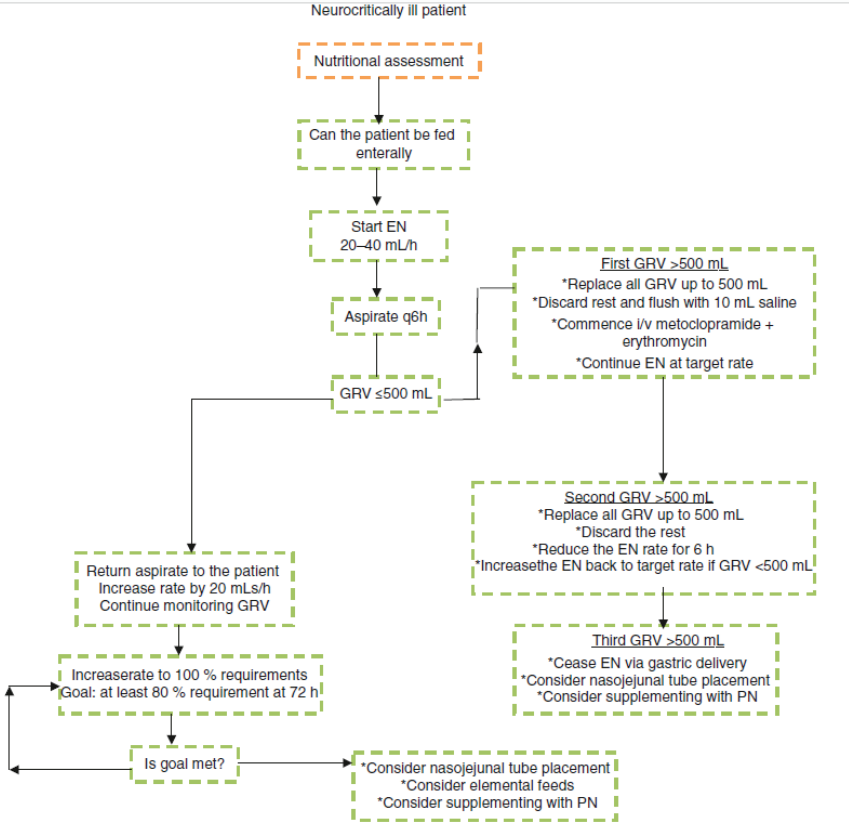 Neurocritically ill patient
Nutritional assessment
Can the patient be fed
enterally
Start EN
20–40 mL/h
Aspirate q6h
GRV ≤500 mL
First GRV >500 mL
*Replace all GRV up to 500 mL
*Discard rest and flush with 10 mL saline
*Commence i/v metoclopramide +
erythromycin
*Continue EN at target rate
Second GRV >500 mL
*Replace all GRV up to 500 mL
*Discard the rest
*Reduce the EN rate for 6 h
*Increasethe EN back to target rate if GRV <500 mL
Third GRV >500 mL
*Cease EN via gastric delivery
*Consider nasojejunal tube placement
*Consider supplementing with PN
Return aspirate to the patient
Increase rate by 20 mLs/h
Continue monitoring GRV
Increaserate to 100 % requirements
Goal: at least 80 % requirement at 72 h
Is goal met?
*Consider nasojejunal tube placement
*Consider elemental feeds
*Consider supplementing with PN